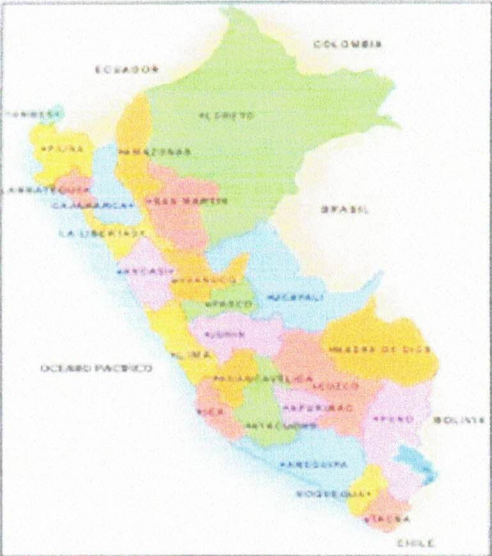 COLOMBIA
ECUADOR
LORETO
TUMBES
PIURA
AMAZONAS
LAMBAYEQUE
CAJAMARCA
SAN MARTIN
BRASIL
LA LIBERTAD
ANCASH
HUANUCO
UCAYALI
PASCO
JUNIN
LIMA
MADRE DE DIOS
OCEANO PACIFICO
HUANCAVELICA
CUZCO
ICA
APURIMAC
PUNO
BOLIVIA
AYACUCHO
AREQUIPA
MOQUEGUA
TACNA
CHILE